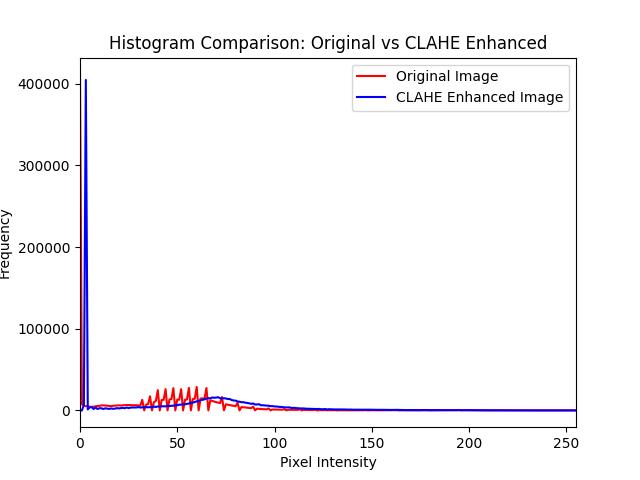 Histogram Comparison: Original vs CLAHE Enhanced
Original Image
CLAHE Enhanced Image
400000
300000
200000
100000
0
Frequency
0 50 100 150 200 250
Pixel Intensity